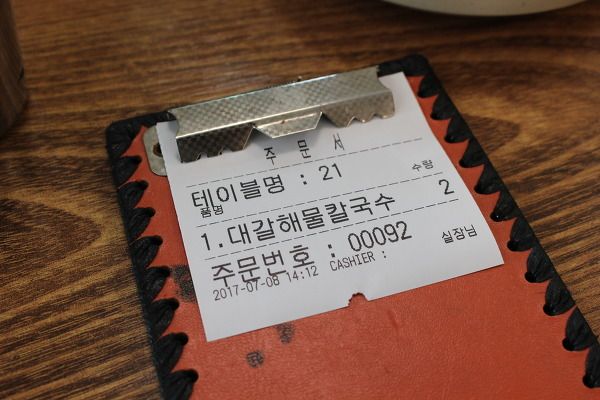 주 문 서
테이블명 : 21
품명 수량
1.대갈해물칼국수 2
주문번호 : 00092 실장님
2017-07-08 14:12 CASHIER :